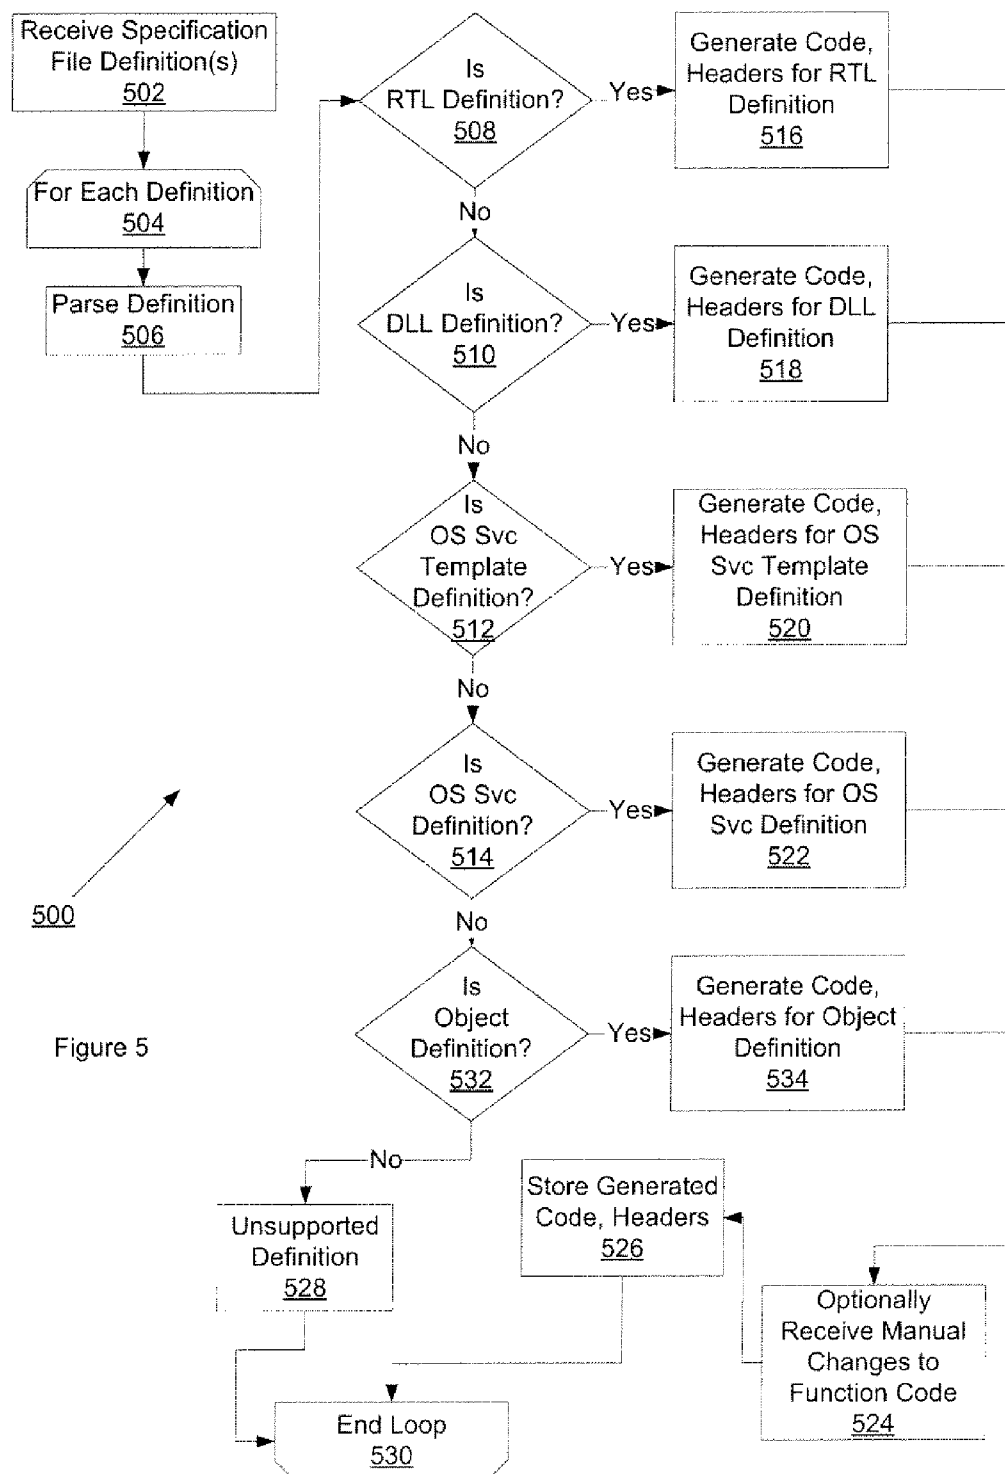 Receive Specification
File Definition(s)
502
For Each Definition
504
Parse Definition
506
Is
RTL Definition?
508
Yes
Generate Code,
Headers for RTL
Definition
516
No
Is
DLL Definition?
510
Yes
Generate Code,
Headers for DLL
Definition
518
No
Is
OS Svc
Template
Definition?
512
Yes
Generate Code,
Headers for OS
Svc Template
Definition
520
No
Is
OS Svc
Definition?
514
Yes
Generate Code,
Headers for OS
Svc Definition
522
500
No
Is
Object
Definition?
532
Yes
Generate Code,
Headers for Object
Definition
534
Figure 5
No
Unsupported
Definition
528
Store Generated
Code, Headers
526
Optionally
Receive Manual
Changes to
Function Code
524
End Loop
530